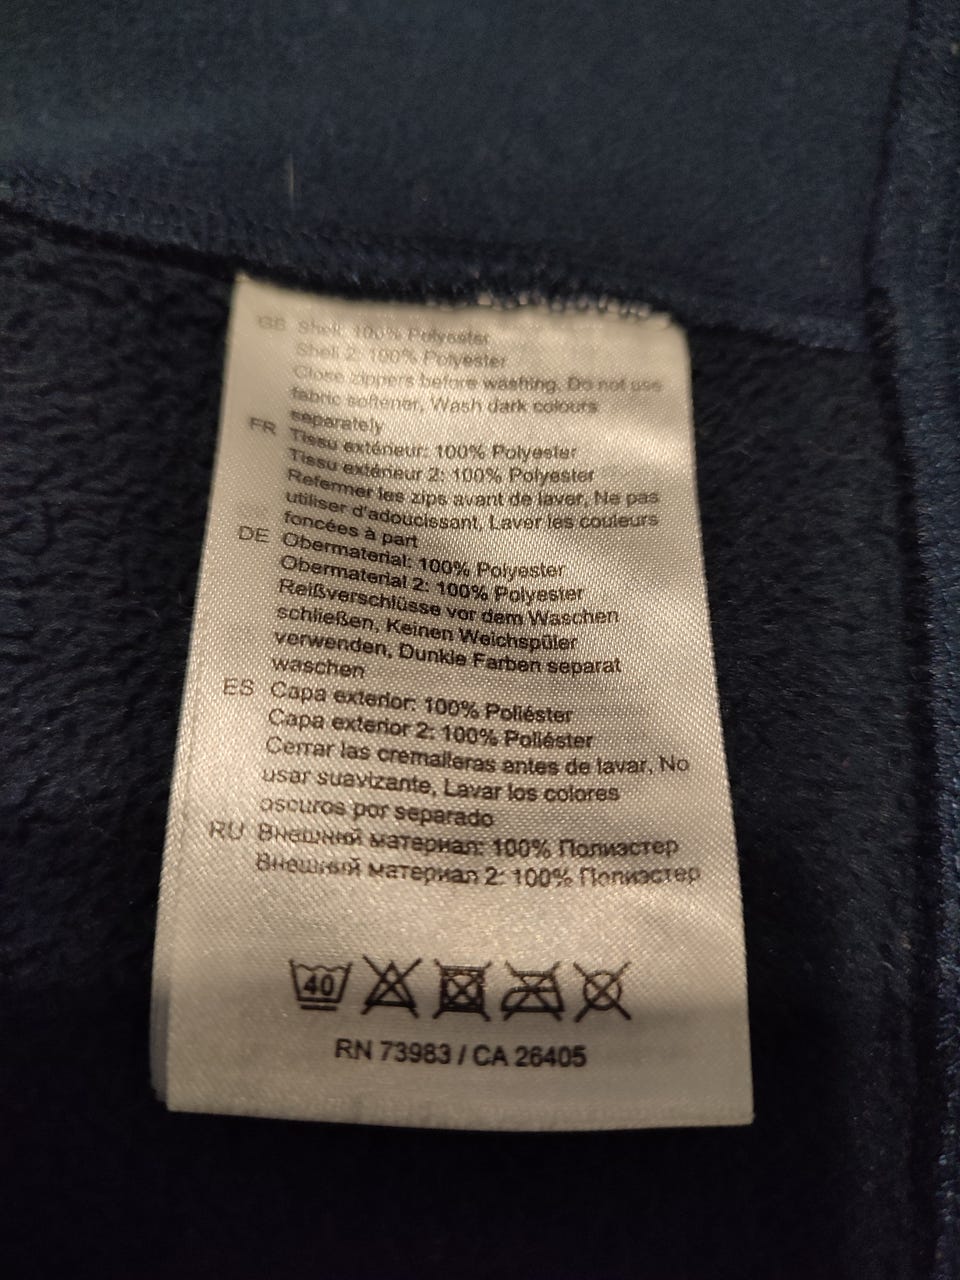 GB Shell: 100% Polyester
Shell 2: 100% Polyester
Close zippers before washing, Do not use
fabric softener, Wash dark colours
separately
FR Tissu extérieur: 100% Polyester
Tissu extérieur 2: 100% Polyester
Refermer les zips avant de laver, Ne pas
utiliser d'adoucissant, Laver les couleurs
foncées à part
DE Obermaterial: 100% Polyester
Obermaterial 2: 100% Polyester
Reißverschlüsse vor dem Waschen
schließen, Keinen Weichspüler
verwenden, Dunkle Farben separat
waschen
ES Capa exterior: 100% Poliéster
Capa exterior 2: 100% Poliéster
Cerrar las cremalleras antes de lavar, No
usar suavizante, Lavar los colores
oscuros por separado
RU Внешний материал: 100% Полиэстер
Внешный материал 2: 100% Полиэстер
40
RN 73983 / CA 26405